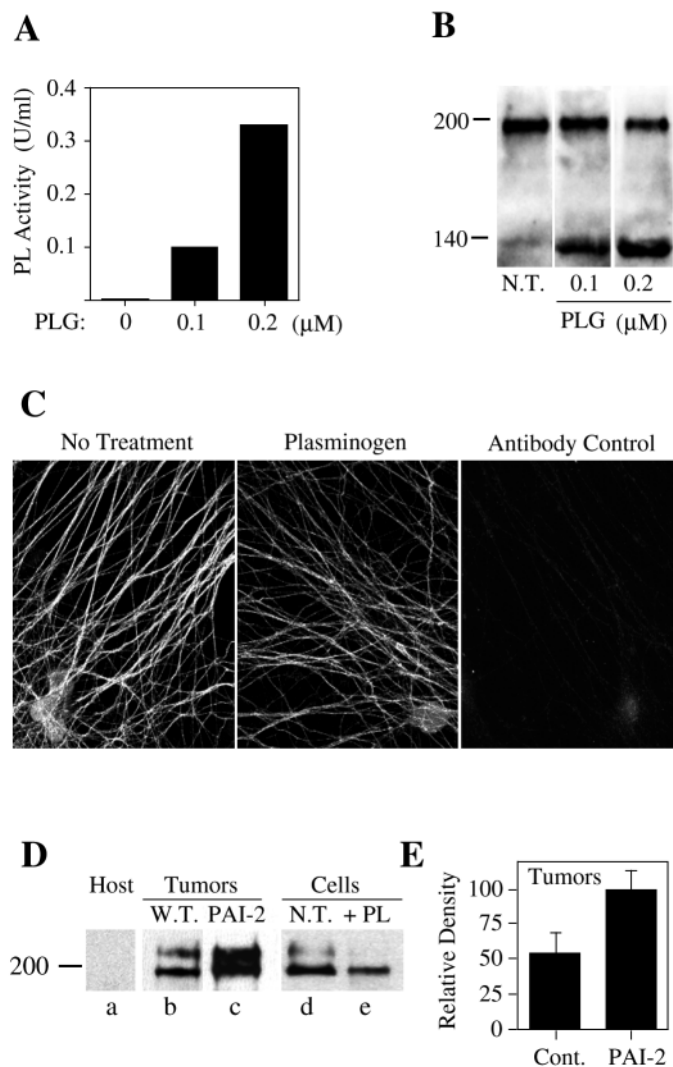 A
PL Activity (U/ml)
0.4
0.3
0.1
0
PLG: 0 0.1 0.2 (μM)
B
200
140
N.T. 0.1 0.2
PLG (μM)
C
No Treatment Plasminogen Antibody Control
D
Host Tumors Cells
W.T. PAI-2 N.T. + PL
200
a b c d e
E
Relative Density
Tumors
100
75
50
25
0
Cont. PAI-2